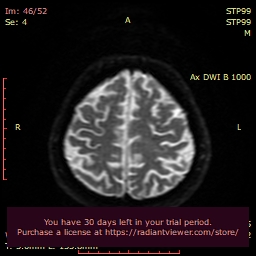 Im: 46/52
Se: 4
A
STP99
STP99
M
Ax DWI B 1000
R
L
You have 30 days left in your trial period.
Purchase a license at https://radiantviewer.com/store/